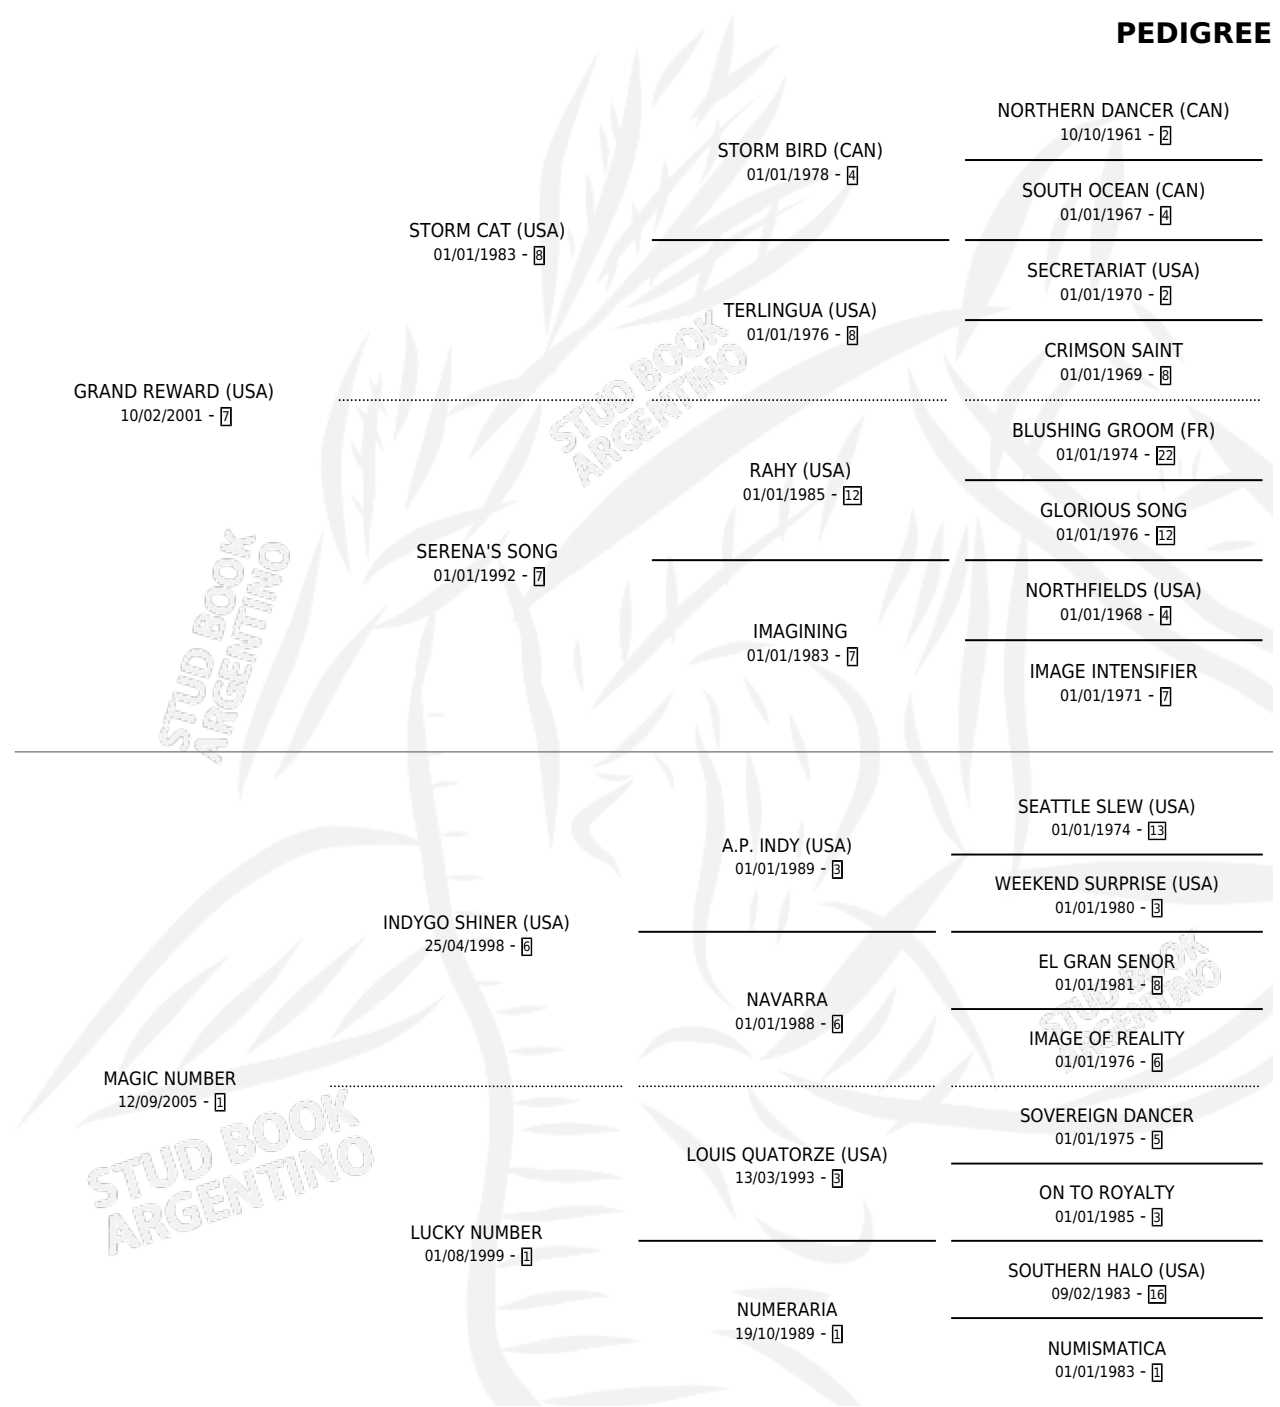 PEDIGREE
NORTHERN DANCER (CAN)
10/10/1961 - 2
STORM BIRD (CAN)
01/01/1978 - 4
SOUTH OCEAN (CAN)
01/01/1967 - 4
STORM CAT (USA)
01/01/1983 - 8
SECRETARIAT (USA)
01/01/1970 - 2
TERLINGUA (USA)
01/01/1976 - 8
CRIMSON SAINT
01/01/1969 - 8
GRAND REWARD (USA)
10/02/2001 - 7
STUD BOOK
ARGENTINO
BLUSHING GROOM (FR)
01/01/1974 - 22
RAHY (USA)
01/01/1985 - 12
GLORIOUS SONG
01/01/1976 - 12
SERENA'S SONG
01/01/1992 - 7
NORTHFIELDS (USA)
01/01/1968 - 4
IMAGINING
01/01/1983 - 7
IMAGE INTENSIFIER
01/01/1971 - 7
STUD BOOK
ARGENTINO
SEATTLE SLEW (USA)
01/01/1974 - 13
A.P. INDY (USA)
01/01/1989 - 3
WEEKEND SURPRISE (USA)
01/01/1980 - 3
INDYGO SHINER (USA)
25/04/1998 - 6
EL GRAN SENOR
01/01/1981 - 8
NAVARRA
01/01/1988 - 6
STUD BOOK
ARGENTINO
IMAGE OF REALITY
01/01/1976 - 6
MAGIC NUMBER
12/09/2005 - 1
SOVEREIGN DANCER
01/01/1975 - 5
LOUIS QUATORZE (USA)
13/03/1993 - 3
STUD BOOK
ARGENTINO
ON TO ROYALTY
01/01/1985 - 3
LUCKY NUMBER
01/08/1999 - 1
SOUTHERN HALO (USA)
09/02/1983 - 16
NUMERARIA
19/10/1989 - 1
NUMISMATICA
01/01/1983 - 1